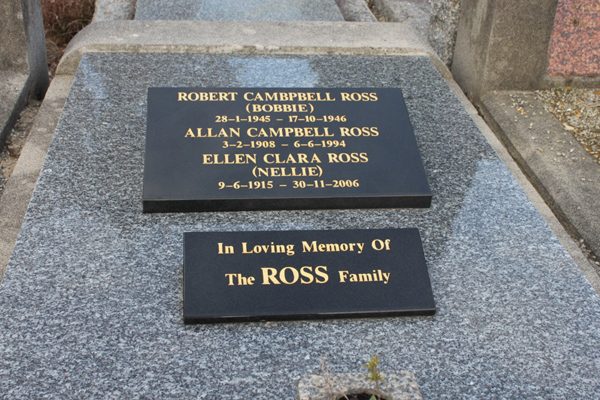 ROBERT CAMBPBELL ROSS
(BOBBIE)
28-1-1945 - 17-10-1946
ALLAN CAMPBELL ROSS
3-2-1908 - 6-6-1994
ELLEN CLARA ROSS
(NELLIE)
9-6-1915 - 30-11-2006
In Loving Memory Of
The ROSS Family